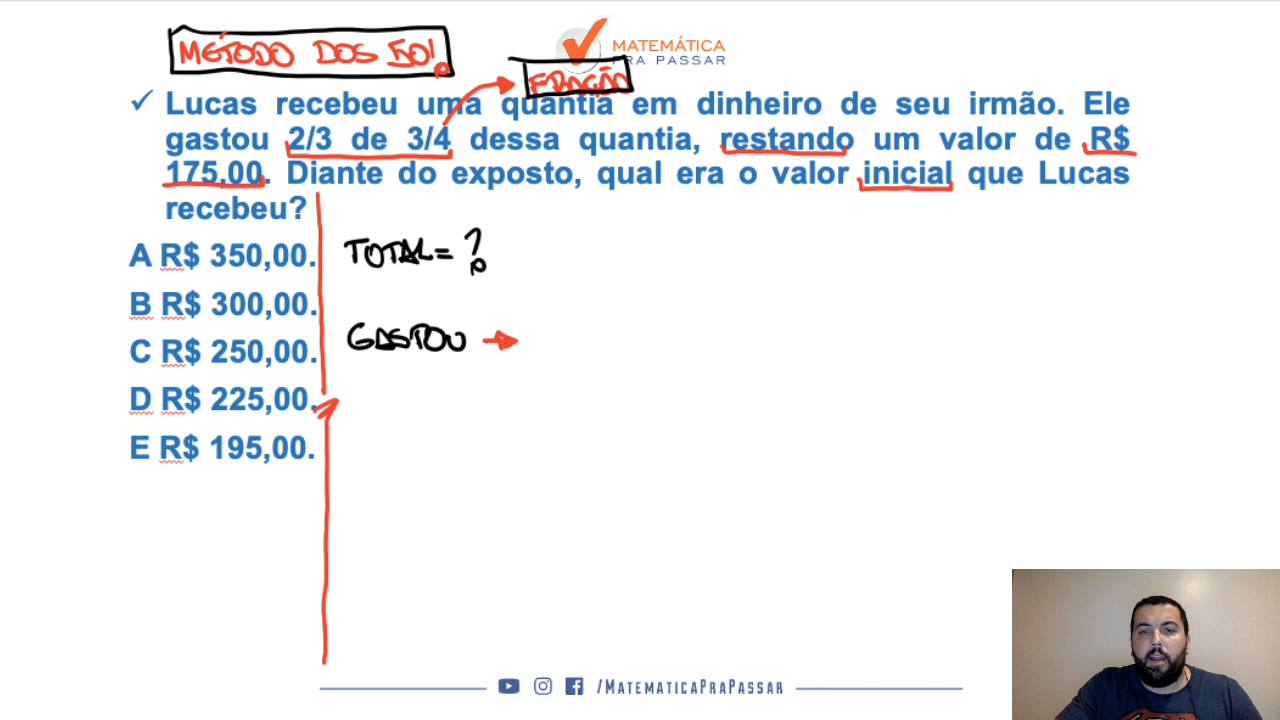 MÉTODO DOS 50!
MATEMÁTICA
PRA PASSAR
FRAÇÃO
✓ Lucas recebeu uma quantia em dinheiro de seu irmão. Ele
gastou 2/3 de 3/4 dessa quantia, restando um valor de R$
175,00. Diante do exposto, qual era o valor inicial que Lucas
recebeu?
A R$ 350,00.
B R$ 300,00.
C R$ 250,00.
D R$ 225,00.
E R$ 195,00.
TOTAL = ?
GASTOU →
/MATEMATICAPRAPASSAR